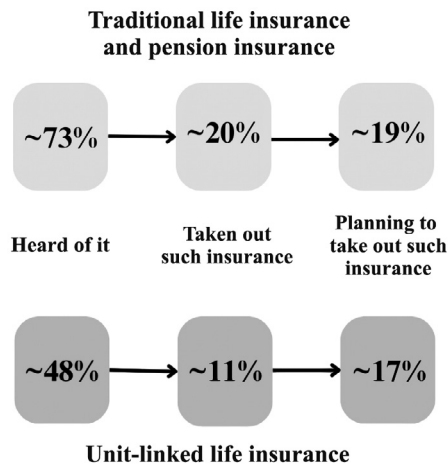 Traditional life insurance
and pension insurance
~73%
~20%
~19%
Heard of it
Taken out
such insurance
Planning to
take out such
insurance
~48%
~11%
~17%
Unit-linked life insurance